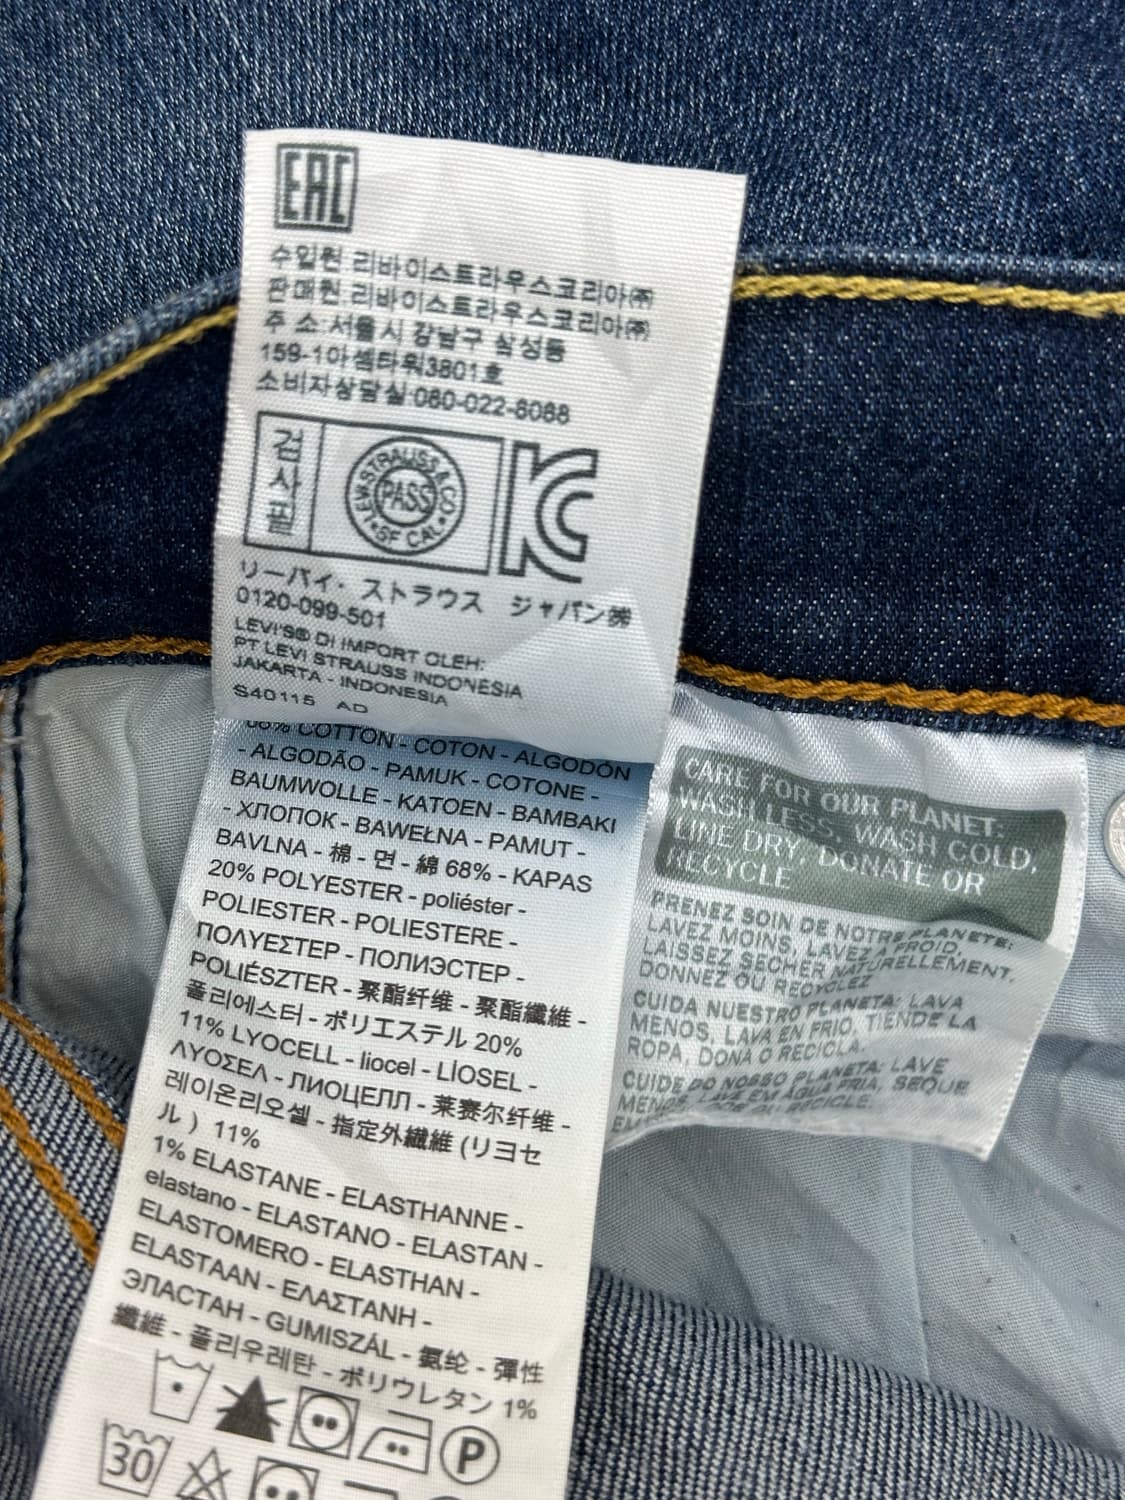 EAC
수입원:리바이스트라우스코리아㈜
판매원:리바이스트라우스코리아㈜
주 소:서울시 강남구 삼성동
159-1아셈타워3801호
소비자상담실:080-022-8088
검사필
LEVI STRAUSS & CO
PASS
SF CAL
KC
リーバイ・ストラウス ジャパン㈱
0120-099-501
LEVI'S® DI IMPORT OLEH:
PT LEVI STRAUSS INDONESIA
JAKARTA - INDONESIA
S40115 AD
68% COTTON - COTON - ALGODÓN
- ALGODÃO - PAMUK - COTONE -
BAUMWOLLE - KATOEN - BAMBAKI
- ХЛОПОК - BAWEŁNA - PAMUT -
BAVLNA - 棉 - 면 - 綿 68% - KAPAS
20% POLYESTER - poliéster -
POLIESTER - POLIESTERE -
ΠΟΛΥΕΣΤΕΡ - ПОЛИЭСТЕР -
POLIÉSZTER - 聚酯纤维 - 聚酯纖維 -
폴리에스터 - ポリエステル 20%
11% LYOCELL - liocel - LİOSEL -
ΛΥΟΣΕΛ - ЛИОЦЕЛЛ - 莱赛尔纤维 -
레이온리오셀 - 指定外繊維 (リヨセ
ル ) 11%
1% ELASTANE - ELASTHANNE -
elastano - ELASTANO - ELASTAN -
ELASTOMERO - ELASTHAN -
ELASTAAN - ΕΛΑΣΤΑΝΗ -
ЭЛАСТАН - GUMISZÁL - 氨纶 - 彈性
纖維 - 폴리우레탄 - ポリウレタン 1%
P
30
CARE FOR OUR PLANET:
WASH LESS, WASH COLD,
LINE DRY, DONATE OR
RECYCLE
PRENEZ SOIN DE NOTRE PLANETE:
LAVEZ MOINS, LAVEZ A FROID,
LAISSEZ SECHER NATURELLEMENT,
DONNEZ OU RECYCLEZ
CUIDA NUESTRO PLANETA: LAVA
MENOS, LAVA EN FRIO, TIENDE LA
ROPA, DONA O RECICLA.
CUIDE DO NOSSO PLANETA: LAVE
MENOS, LAVE EM ÁGUA FRIA, SEQUE
RECICLE.